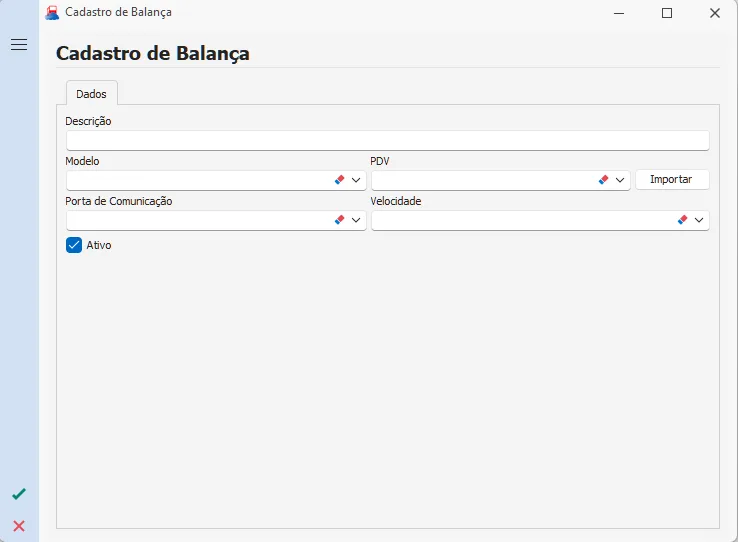 Cadastro de Balança
Cadastro de Balança
Dados
Descrição
Modelo
PDV
Importar
Porta de Comunicação
Velocidade
Ativo